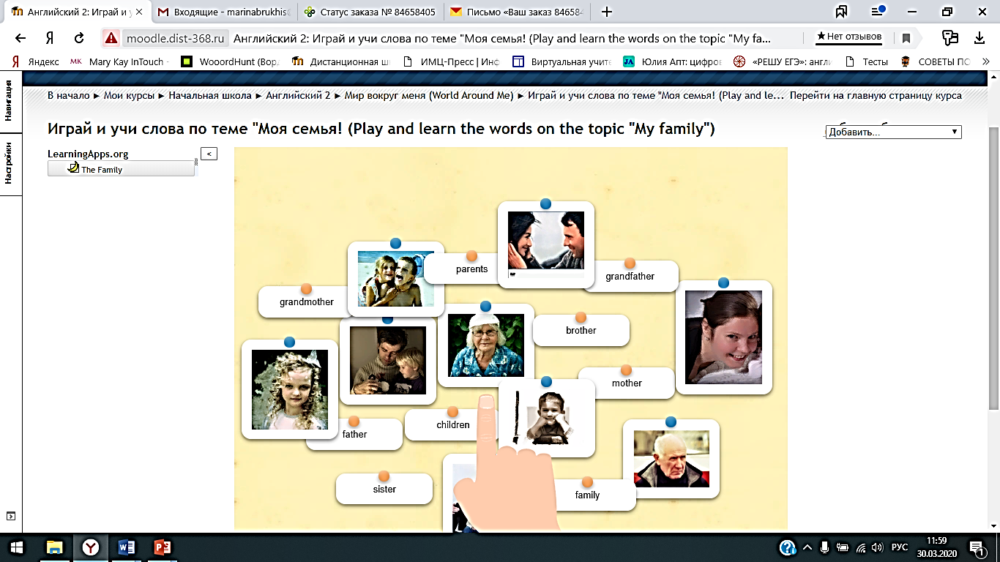 Английский 2: Играй и у
Входящие - marinabrukhis@
Статус заказа № 84658405
Письмо «Ваш заказ 84658
moodle.dist-368.ru
Английский 2: Играй и учи слова по теме "Моя семья! (Play and learn the words on the topic "My fa...
★Нет отзывов
Яндекс
Mary Kay InTouch -
WooordHunt (Ворд
Дистанционная ш
ИМЦ-Пресс | Инф
Виртуальная учите
Юлия Апт: цифров
«РЕШУ ЕГЭ»: англи
Тесты
СОВЕТЫ ПО
Навигация
Настройки
В начало ► Мои курсы ► Начальная школа ► Английский 2 ► Мир вокруг меня (World Around Me) ► Играй и учи слова по теме "Моя семья! (Play and le...
Перейти на главную страницу курса
Играй и учи слова по теме "Моя семья! (Play and learn the words on the topic "My family")
Добавить...
LearningApps.org
<
The Family
parents
grandfather
grandmother
brother
mother
children
father
sister
family
РУС
11:59
30.03.2020
1